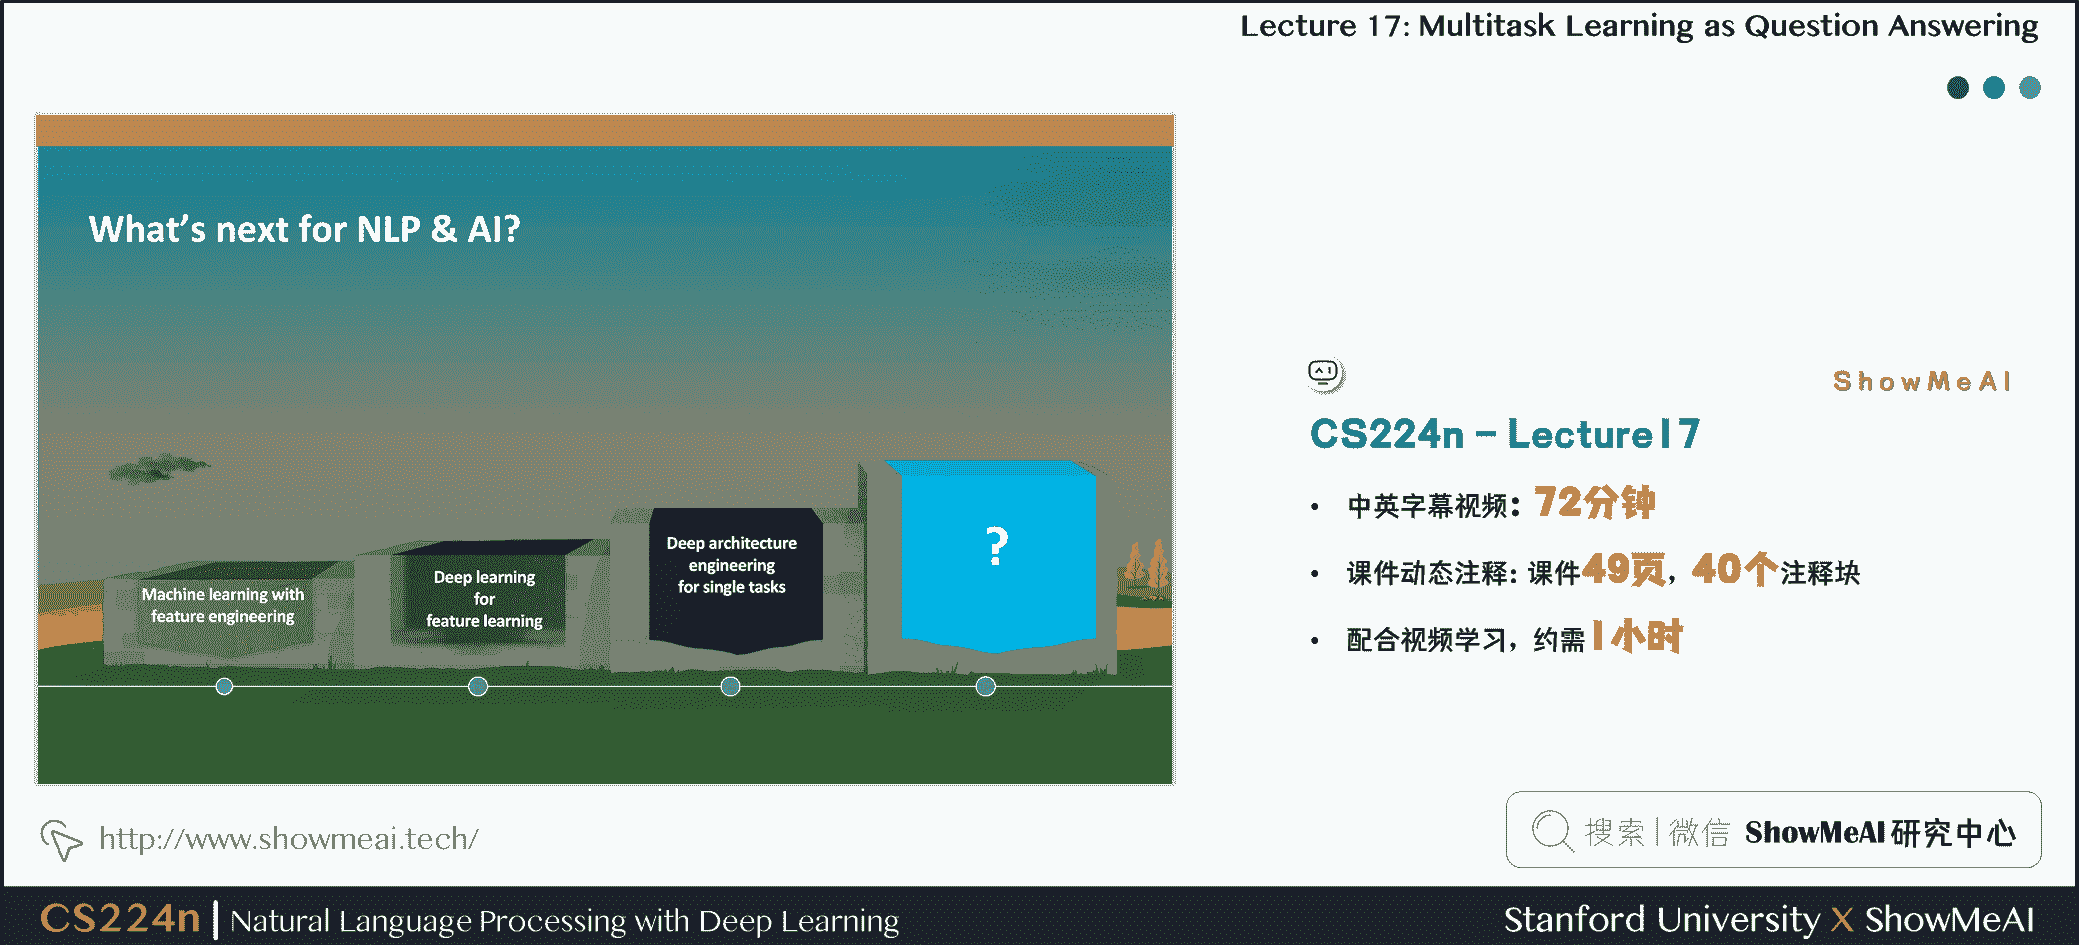 Lecture 17: Multitask Learning as Question Answering
What's next for NLP & AI?
Machine learning with
feature engineering
Deep learning
for
feature learning
Deep architecture
engineering
for single tasks
?
ShowMeAI
CS224n - Lecture17
• 中英字幕视频：72分钟
• 课件动态注释: 课件49页，40个注释块
• 配合视频学习，约需1小时
http://www.showmeai.tech/
搜索|微信 ShowMeAI研究中心
CS224n | Natural Language Processing with Deep Learning
Stanford University X ShowMeAI